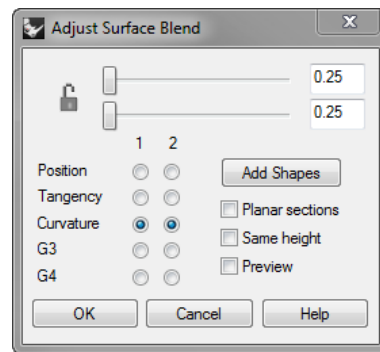 Adjust Surface Blend
0.25
0.25
1 2
Position
Add Shapes
Tangency
Planar sections
Curvature
Same height
G3
Preview
G4
OK Cancel Help